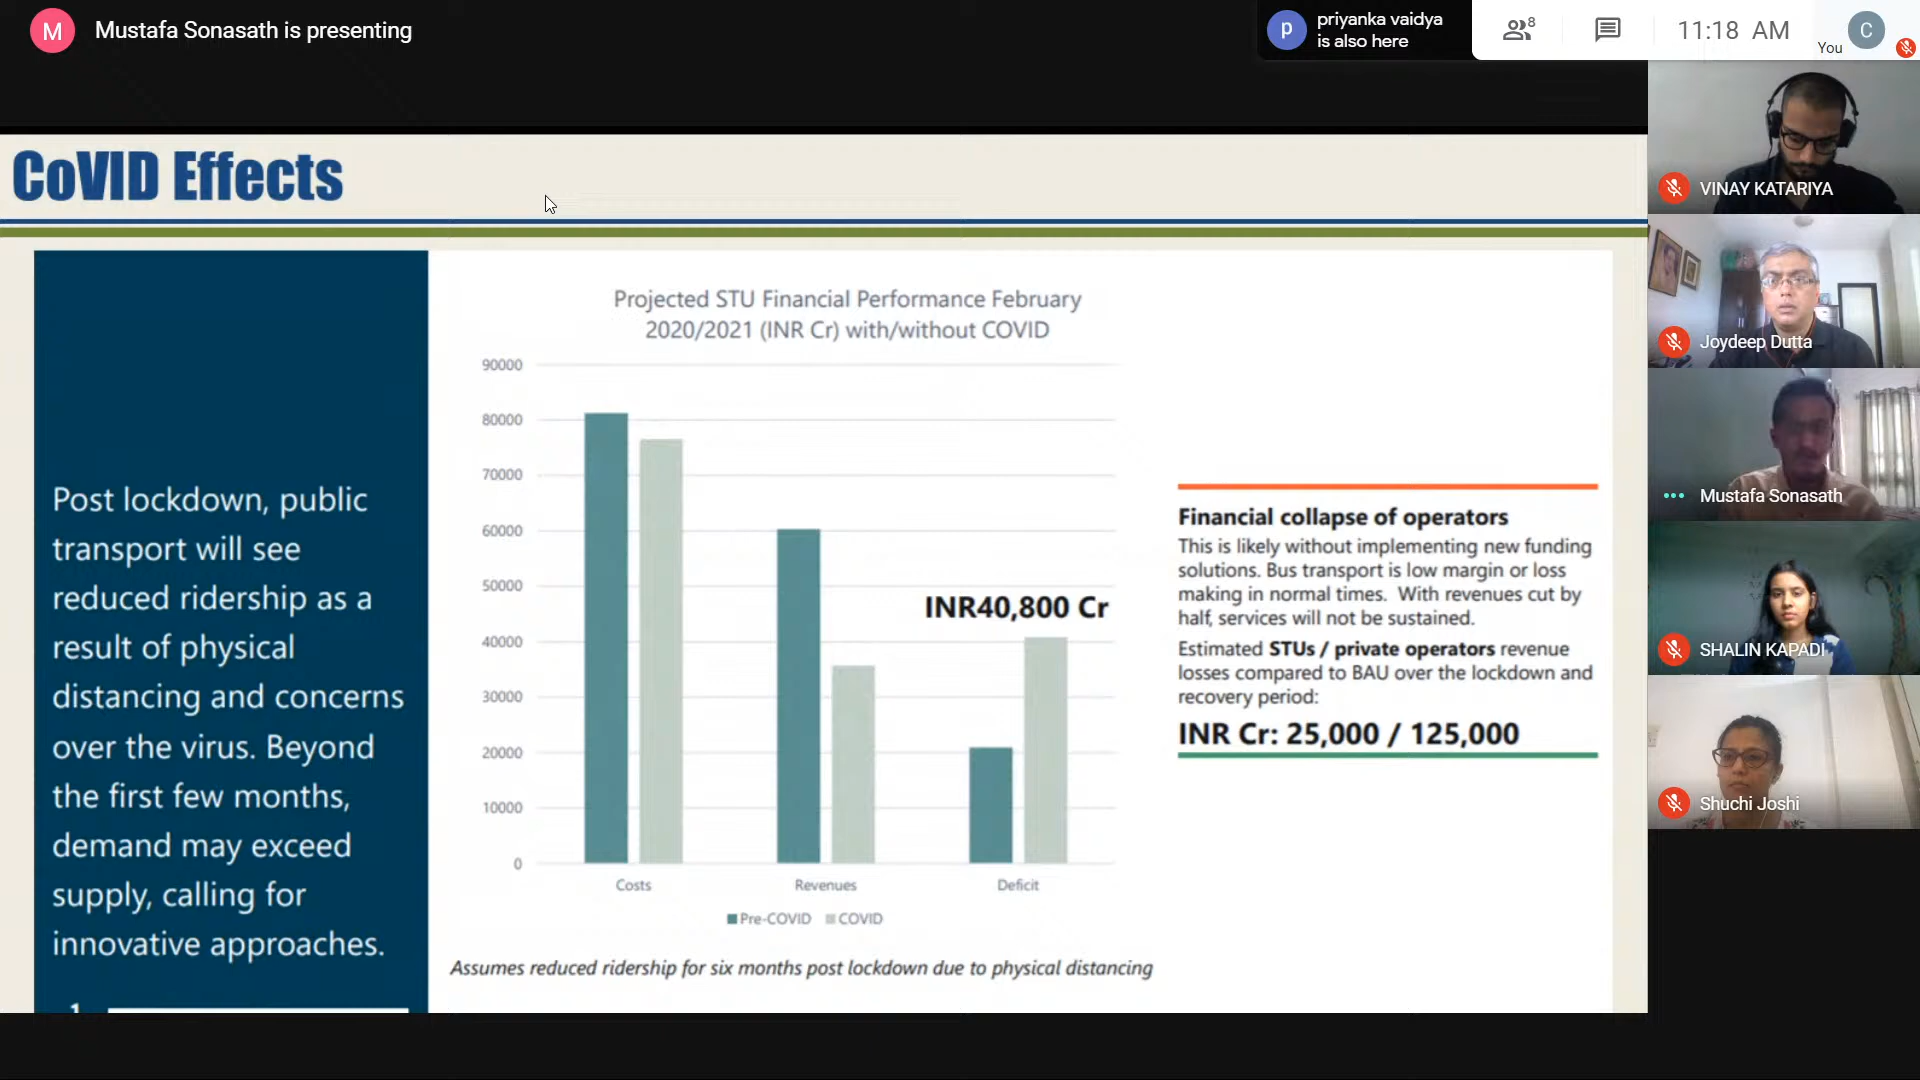 M
Mustafa Sonasath is presenting
p
priyanka vaidya
is also here
8
11:18 AM
You
C
CoVID Effects
Post lockdown, public
transport will see
reduced ridership as a
result of physical
distancing and concerns
over the virus. Beyond
the first few months,
demand may exceed
supply, calling for
innovative approaches.
1
Projected STU Financial Performance February
2020/2021 (INR Cr) with/without COVID
90000
80000
70000
60000
50000
40000
30000
20000
10000
0
INR40,800 Cr
Costs
Revenues
Deficit
Pre-COVID
COVID
Assumes reduced ridership for six months post lockdown due to physical distancing
Financial collapse of operators
This is likely without implementing new funding
solutions. Bus transport is low margin or loss
making in normal times. With revenues cut by
half, services will not be sustained.
Estimated STUs / private operators revenue
losses compared to BAU over the lockdown and
recovery period:
INR Cr: 25,000 / 125,000
VINAY KATARIYA
Joydeep Dutta
Mustafa Sonasath
SHALIN KAPADI
Shuchi Joshi